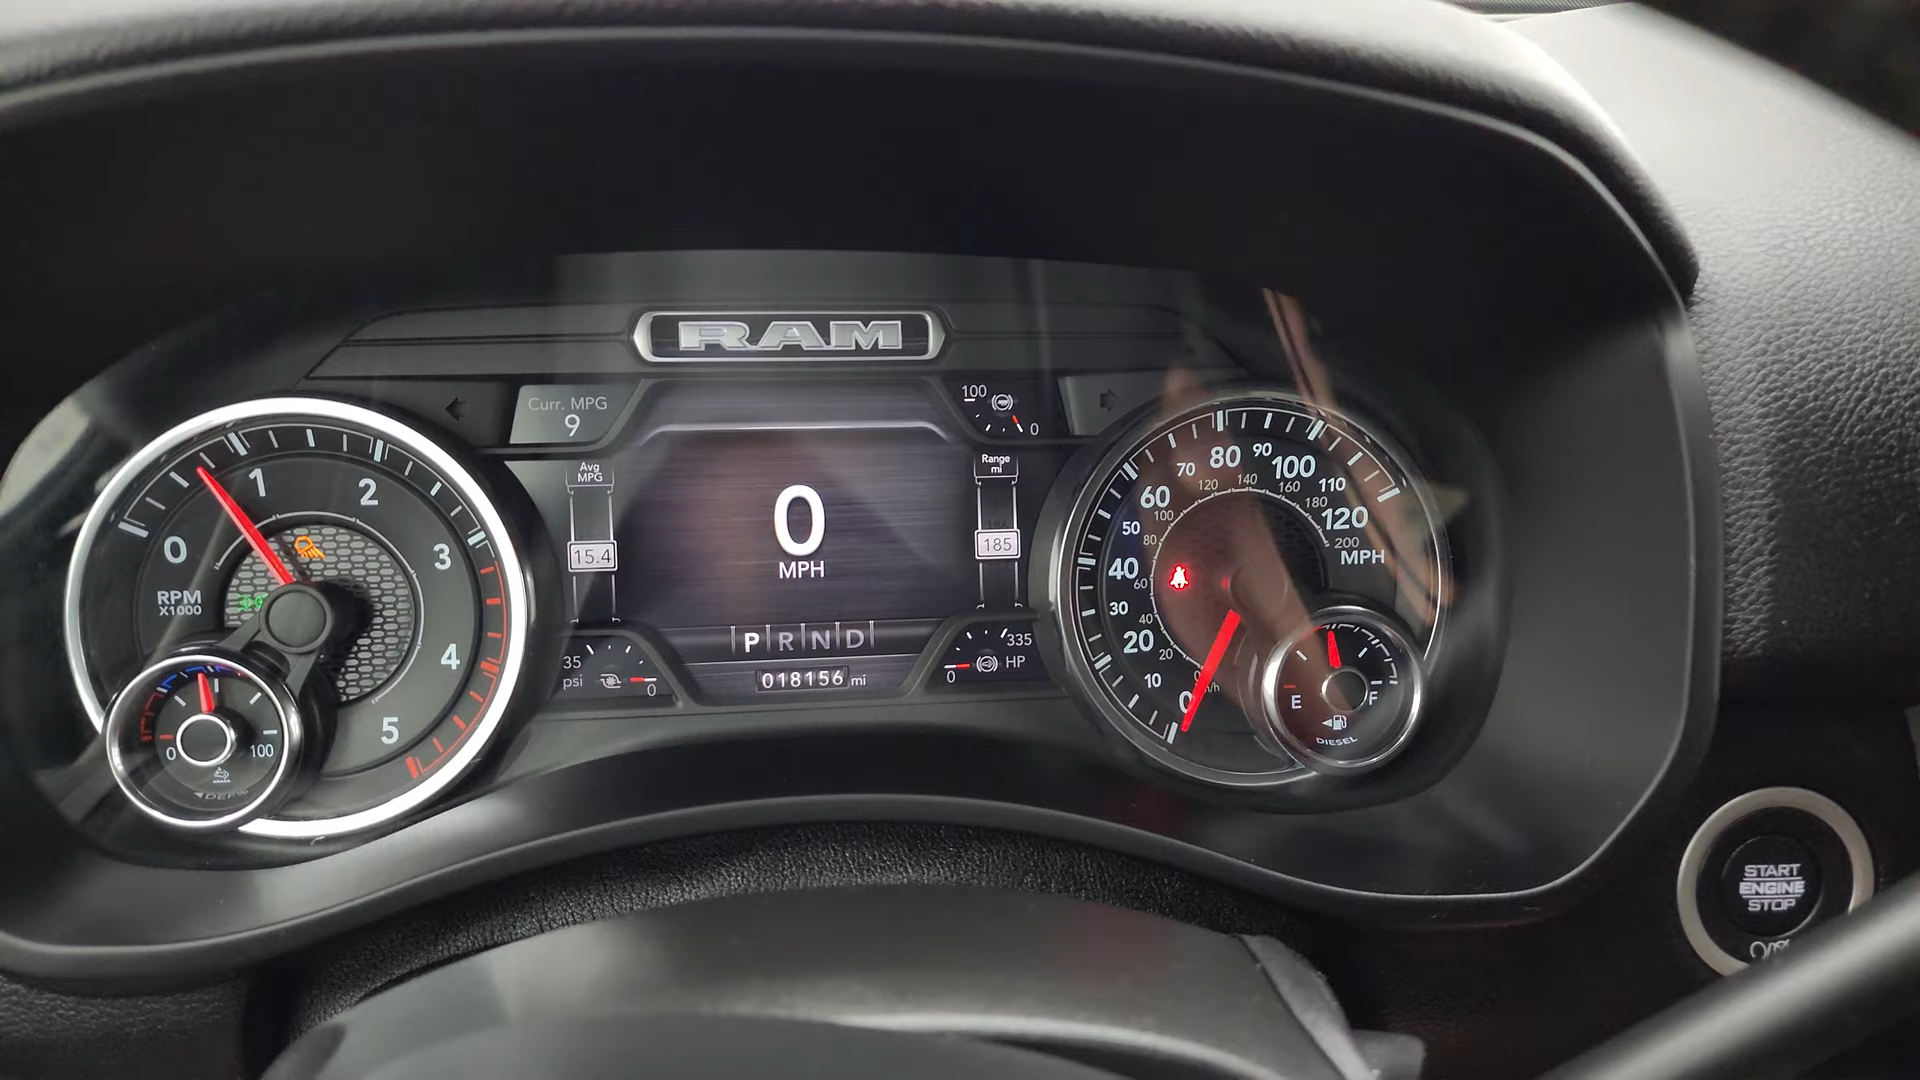 RAM
Curr. MPG
9
100
0
Avg
MPG
15.4
Range
mi
185
0
MPH
P R N D
018156 mi
35
psi
0
335
HP
0
0
1
2
3
4
5
RPM
X1000
0
100
DEF
0
10
20
30
40
50
60
70
80
90
100
110
120
MPH
20
40
60
80
100
120
140
160
180
200
E
F
DIESEL
START
ENGINE
STOP